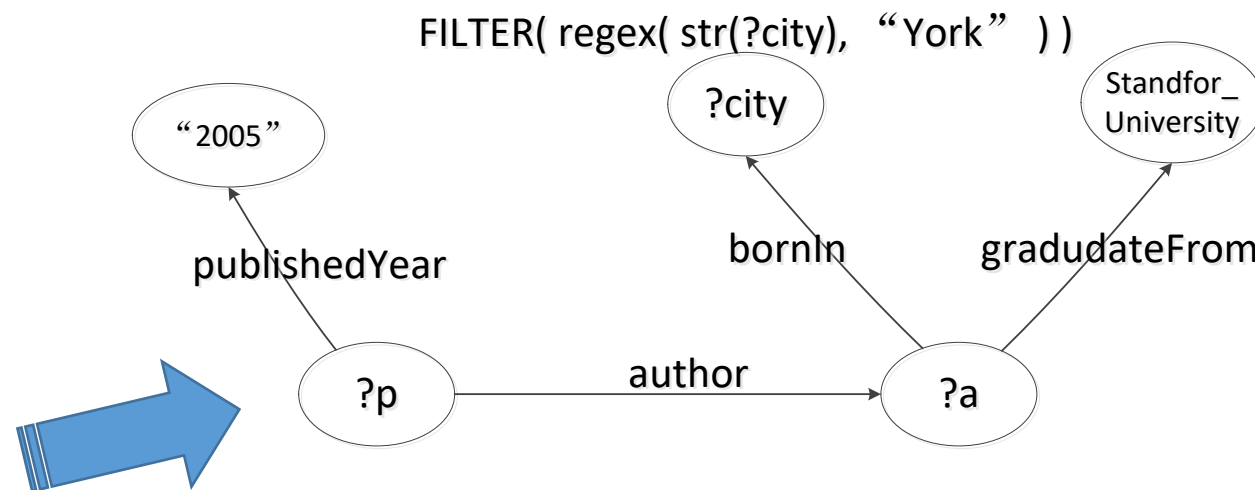 FILTER( regex( str(?city), “York” ) )
?city
Standfor_
University
“2005”
publishedYear
bornIn
gradudateFrom
?p
author
?a